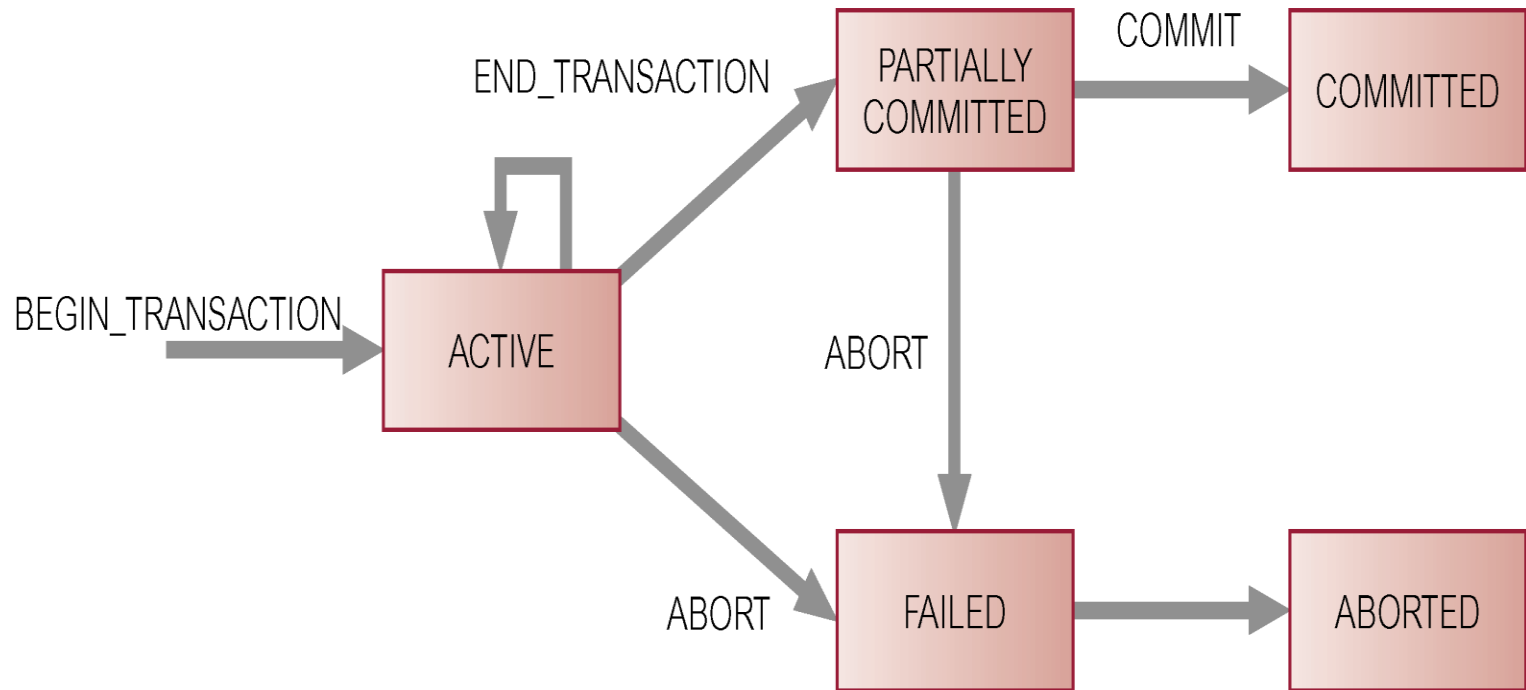 COMMIT
PARTIALLY
COMMITTED
COMMITTED
END_TRANSACTION
BEGIN_TRANSACTION
ACTIVE
ABORT
ABORT
FAILED
ABORTED